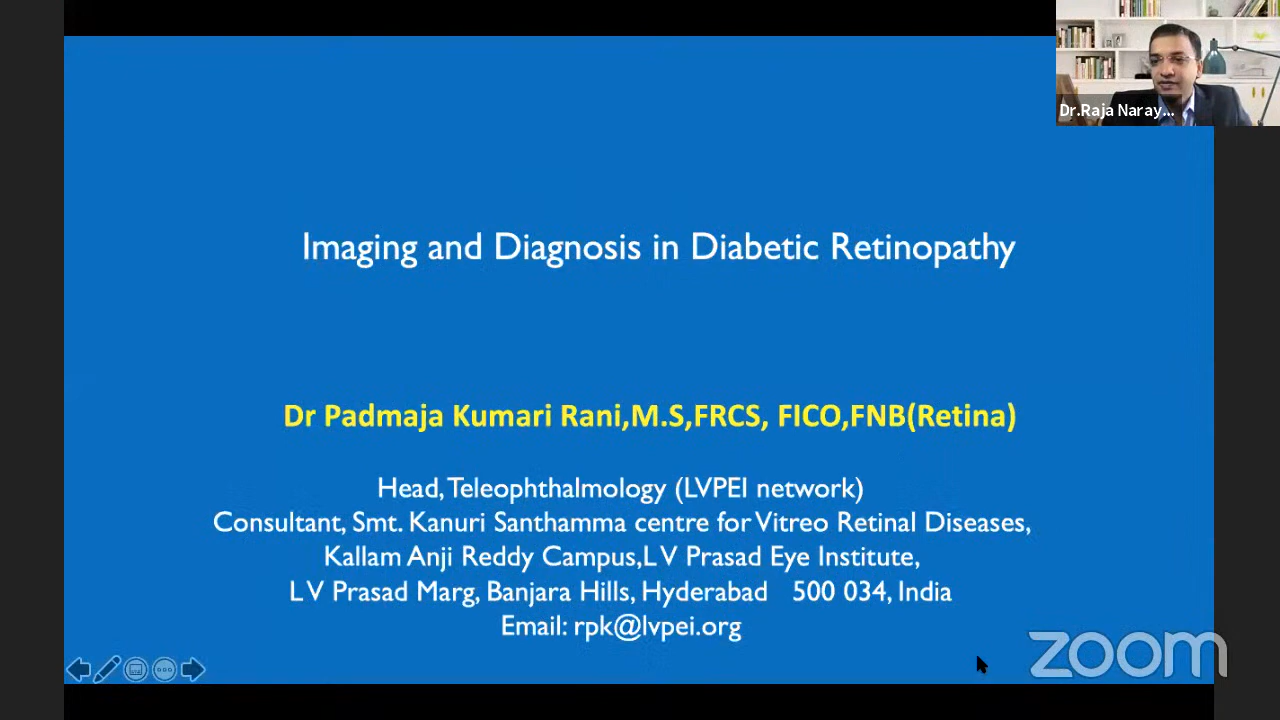 Dr.Raja Naray...
Imaging and Diagnosis in Diabetic Retinopathy
Dr Padmaja Kumari Rani,M.S,FRCS, FICO,FNB(Retina)
Head, Teleophthalmology (LVPEI network)
Consultant, Smt. Kanuri Santhamma centre for Vitreo Retinal Diseases,
Kallam Anji Reddy Campus,L V Prasad Eye Institute,
L V Prasad Marg, Banjara Hills, Hyderabad 500 034, India
Email: rpk@lvpei.org
zoom